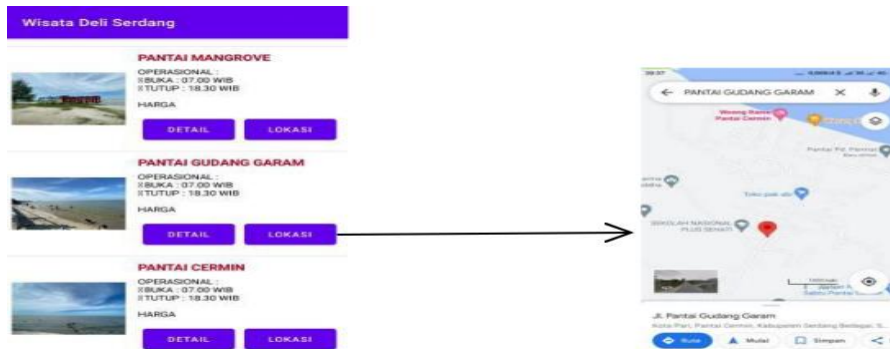 Wisata Deli Serdang
PANTAI MANGROVE
OPERASIONAL :
BUKA : 07.00 WIB
TUTUP : 18.30 WIB
HARGA
DETAIL
LOKASI
PANTAI GUDANG GARAM
OPERASIONAL :
BUKA : 07.00 WIB
TUTUP : 18.30 WIB
HARGA
DETAIL
LOKASI
PANTAI CERMIN
OPERASIONAL :
BUKA : 07.00 WIB
TUTUP : 18.30 WIB
HARGA
DETAIL
LOKASI
PANTAI GUDANG GARAM
Pantai Cermin
Toko pak
SEKOLAH NASIONAL
PLUS
Jl. Pantai Gudang Garam
Kota Pari, Pantai Cermin, Kabupaten Serdang Bedagai, S...
Rute
Mulai
Simpan